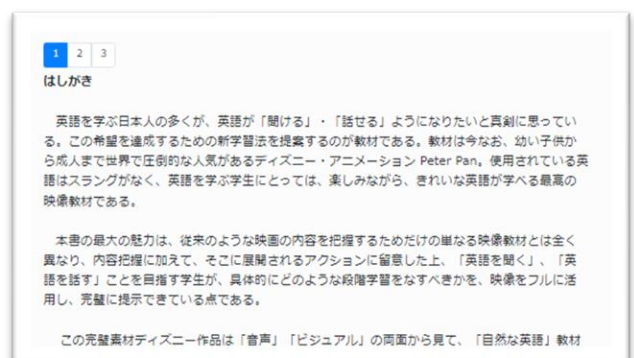 1 2 3
はしがき
英語を学ぶ日本人の多くが、英語が「聞ける」・「話せる」ようになりたいと真剣に思ってい
る。この希望を達成するための新学習法を提案するのが教材である。教材は今なお、幼い子供か
ら成人まで世界で圧倒的な人気があるディズニー・アニメーション Peter Pan。使用されている英
語はスラングがなく、英語を学ぶ学生にとっては、楽しみながら、きれいな英語が学べる最高の
映像教材である。
本書の最大の魅力は、従来のような映画の内容を把握するためだけの単なる映像教材とは全く
異なり、内容把握に加えて、そこに展開されるアクションに留意した上、「英語を聞く」、「英
語を話す」ことを目指す学生が、具体的にどのような段階学習をなすべきかを、映像をフルに活
用し、完璧に提示できている点である。
この完璧素材ディズニー作品は「音声」「ビジュアル」の両面から見て、「自然な英語」教材